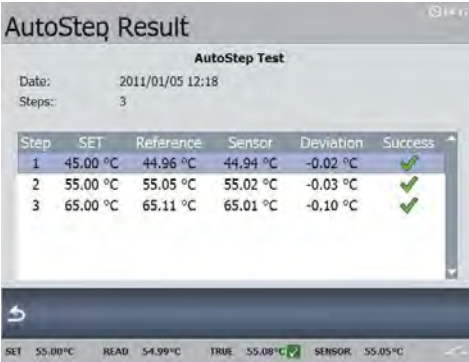 AutoStep Result
AutoStep Test
Date: 2011/01/05 12:18
Steps: 3
Step SET Reference Sensor Deviation Success
1 45.00 °C 44.96 °C 44.94 °C -0.02 °C
2 55.00 °C 55.05 °C 55.02 °C -0.03 °C
3 65.00 °C 65.11 °C 65.01 °C -0.10 °C
SET 55.00°C READ 54.99°C TRUE 55.08°C SENSOR 55.05°C